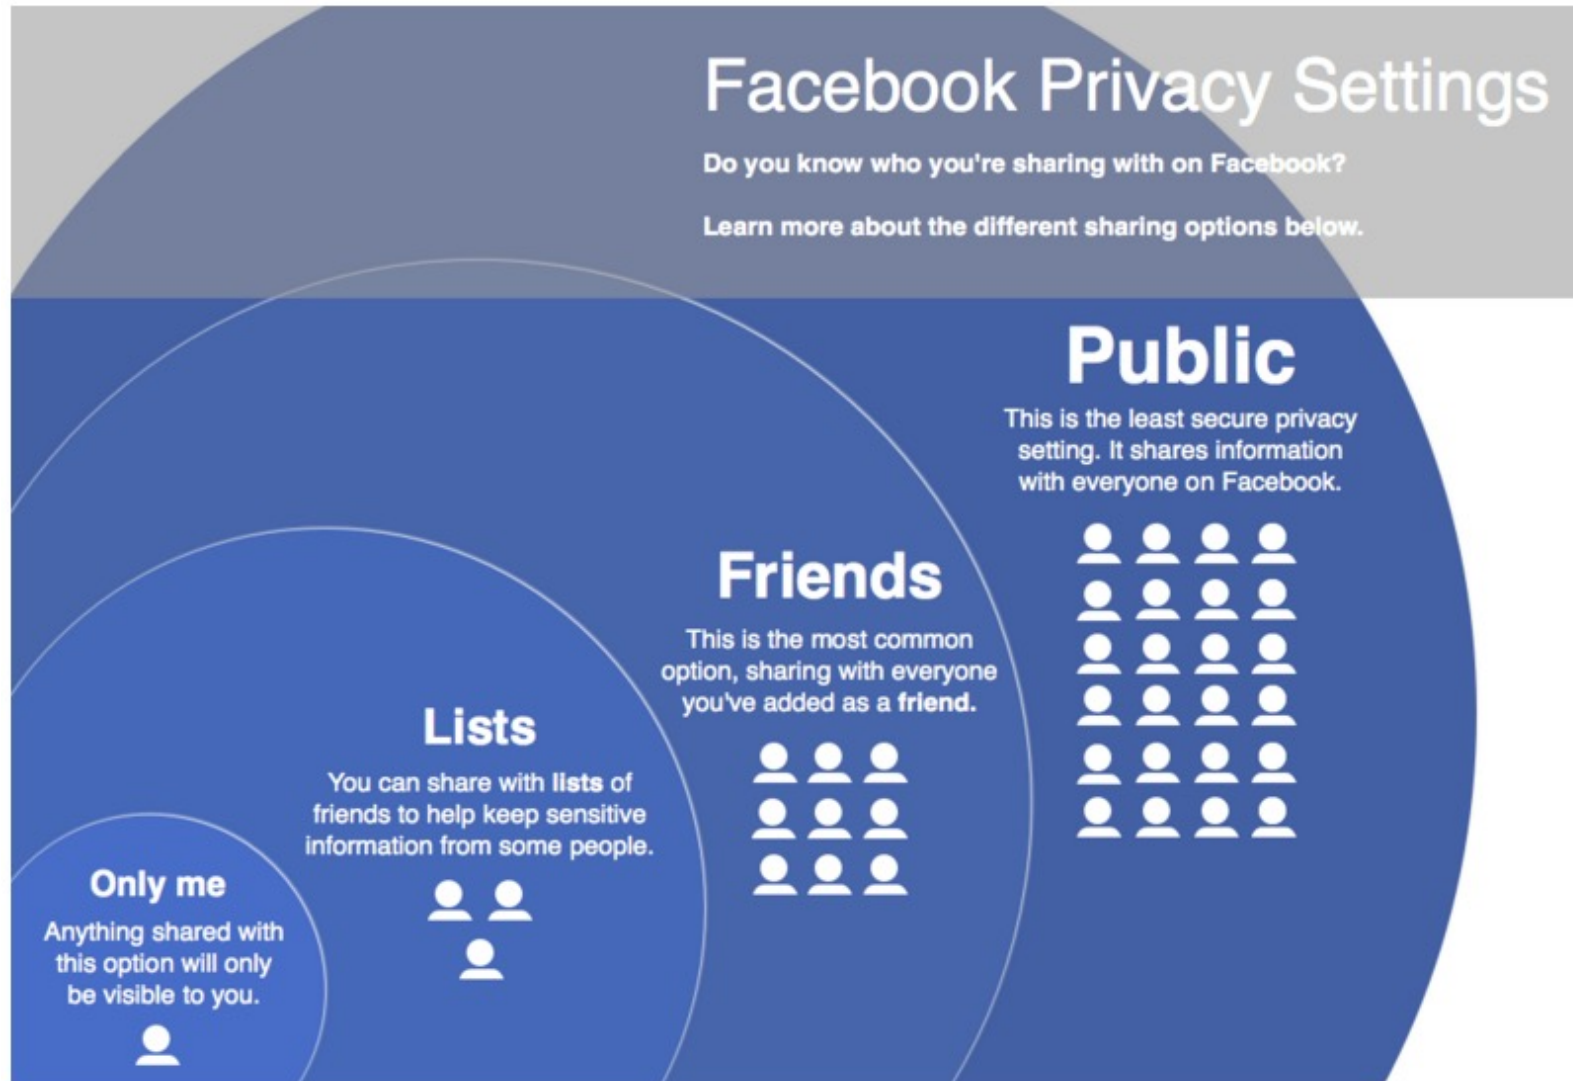 Facebook Privacy Settings
Do you know who you're sharing with on Facebook?
Learn more about the different sharing options below.
Public
This is the least secure privacy
setting. It shares information
with everyone on Facebook.
Friends
This is the most common
option, sharing with everyone
you've added as a friend.
Lists
You can share with lists of
friends to help keep sensitive
information from some people.
Only me
Anything shared with
this option will only
be visible to you.